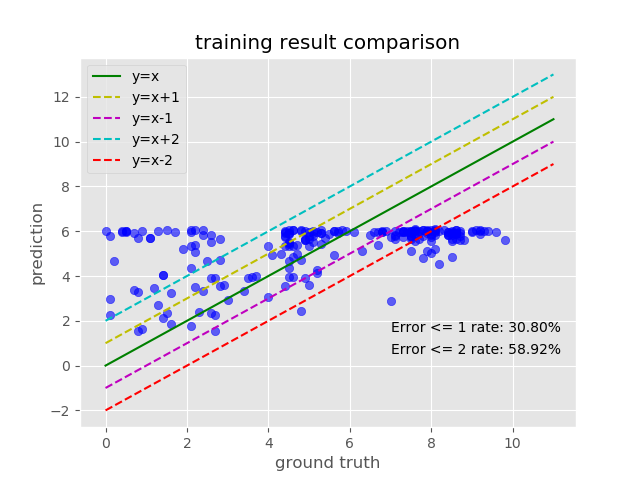 training result comparison
y=x
y=x+1
y=x-1
y=x+2
y=x-2
12
10
8
6
4
2
0
−2
prediction
Error <= 1 rate: 30.80%
Error <= 2 rate: 58.92%
0 2 4 6 8 10
ground truth